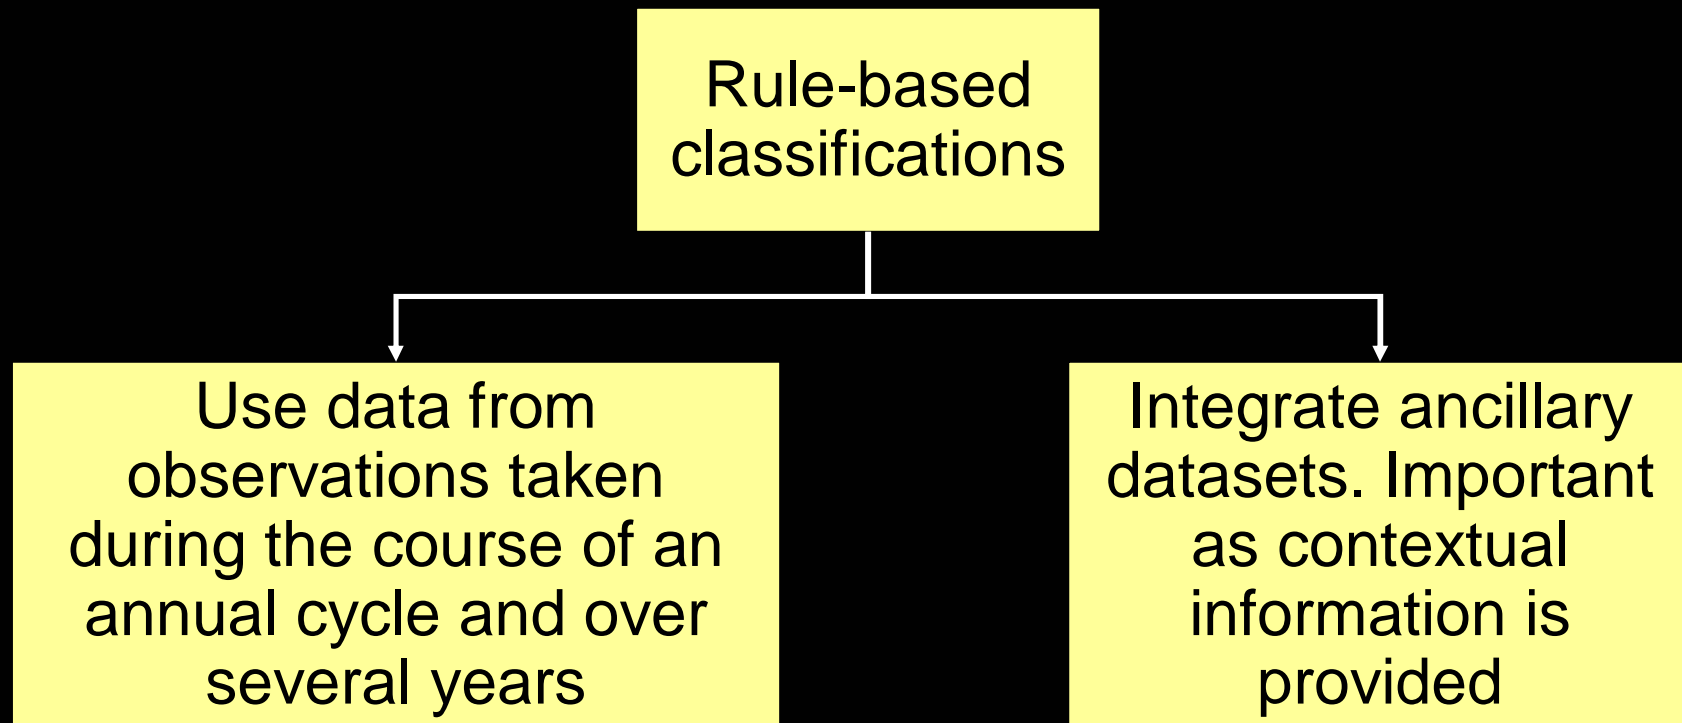 Rule-based
classifications
Use data from
observations taken
during the course of an
annual cycle and over
several years
Integrate ancillary
datasets. Important
as contextual
information is
provided